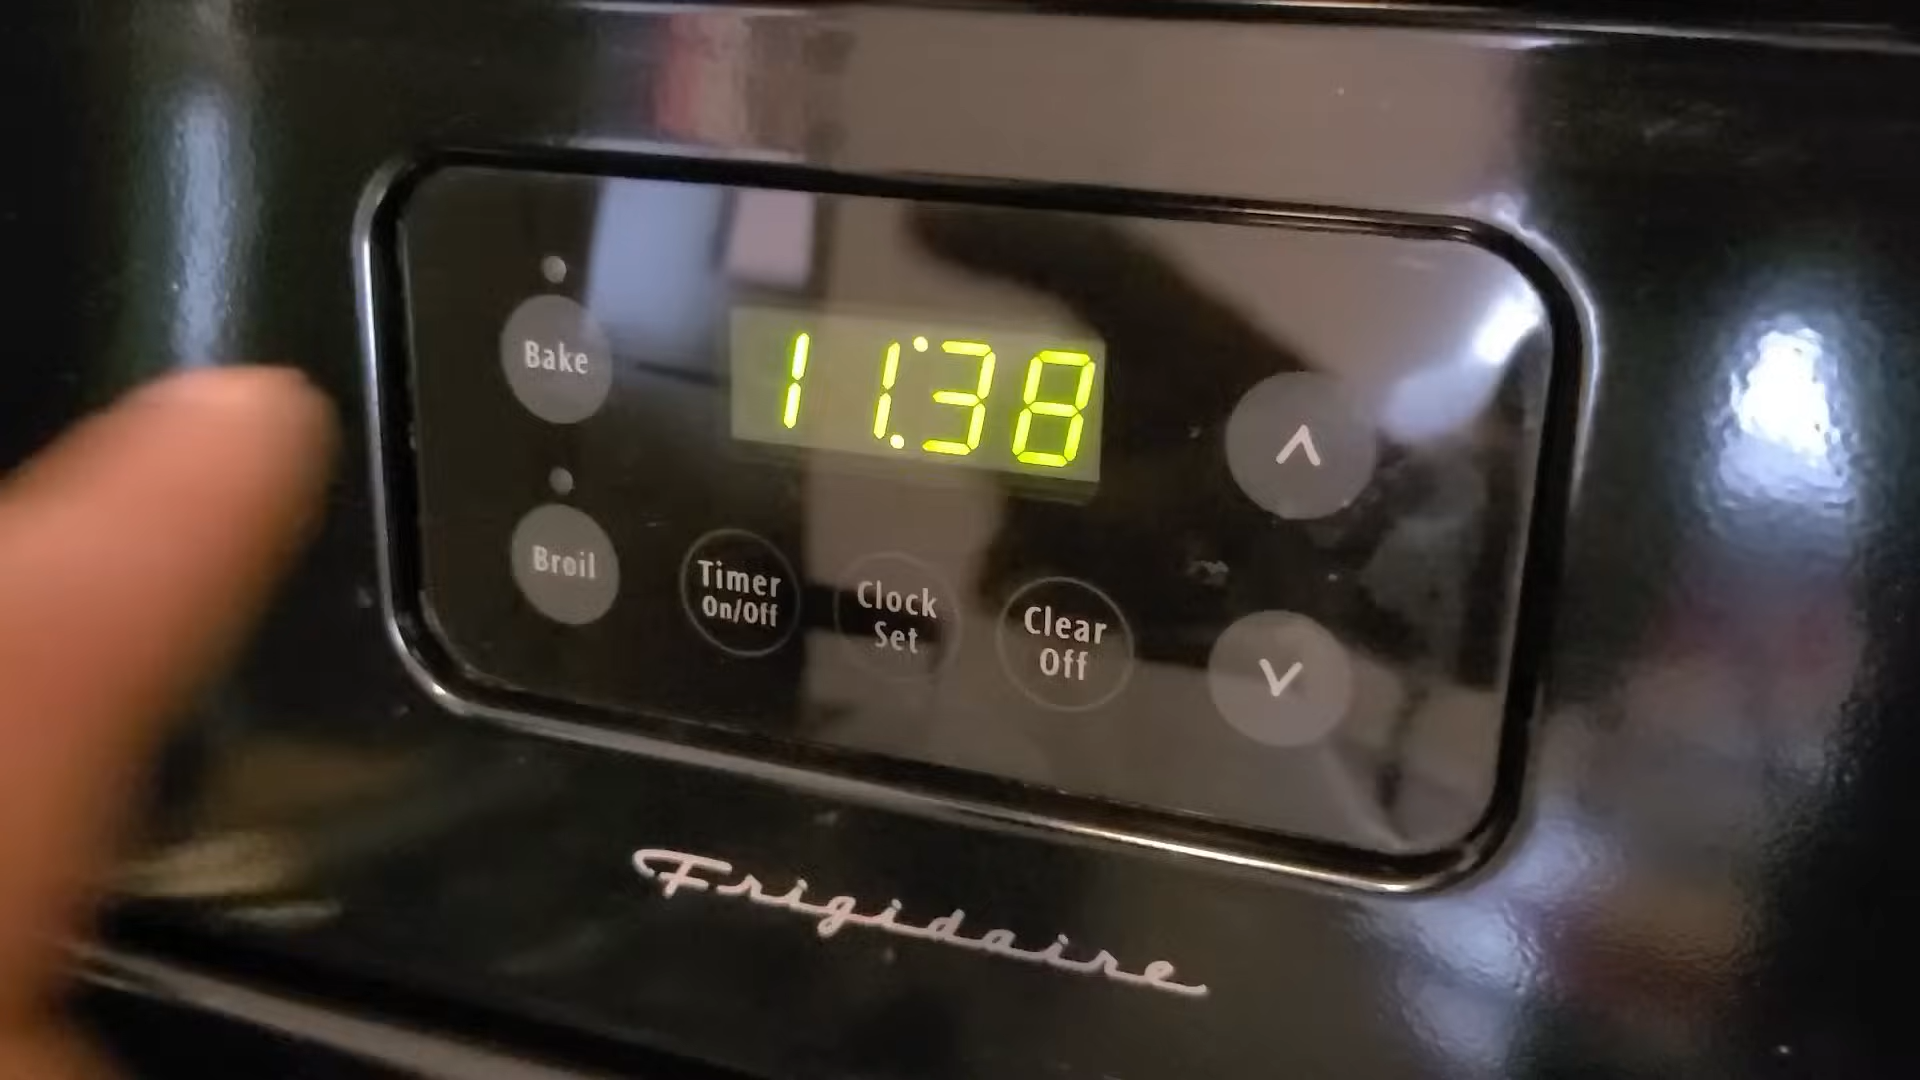 Bake
11:38
Broil
Timer
On/Off
Clock
Set
Clear
Off
Frigidaire